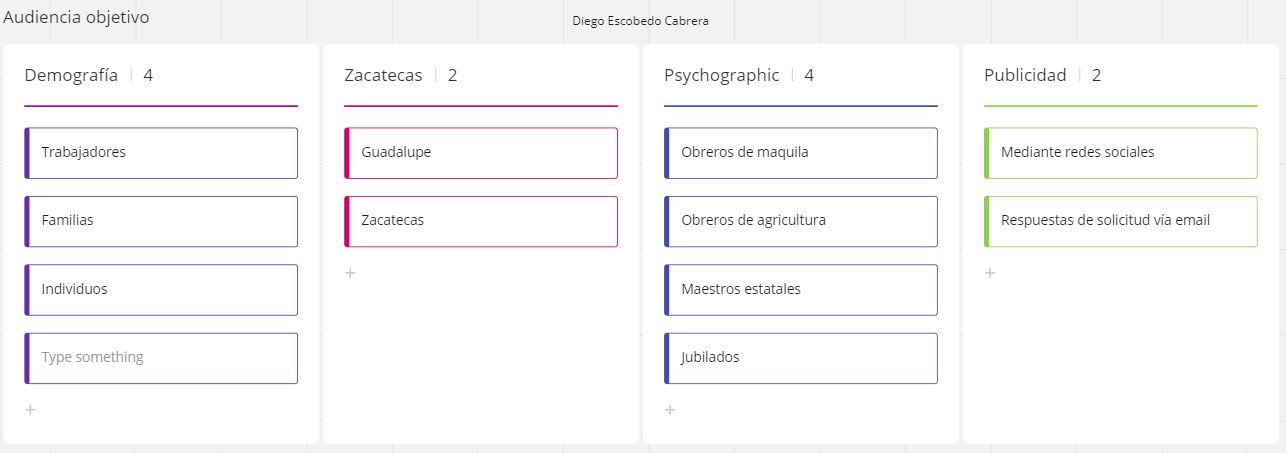 Audiencia objetivo
Diego Escobedo Cabrera
Demografía 4
Trabajadores
Familias
Individuos
Type something
+
Zacatecas 2
Guadalupe
Zacatecas
+
Psychographic 4
Obreros de maquila
Obreros de agricultura
Maestros estatales
Jubilados
+
Publicidad 2
Mediante redes sociales
Respuestas de solicitud vía email
+